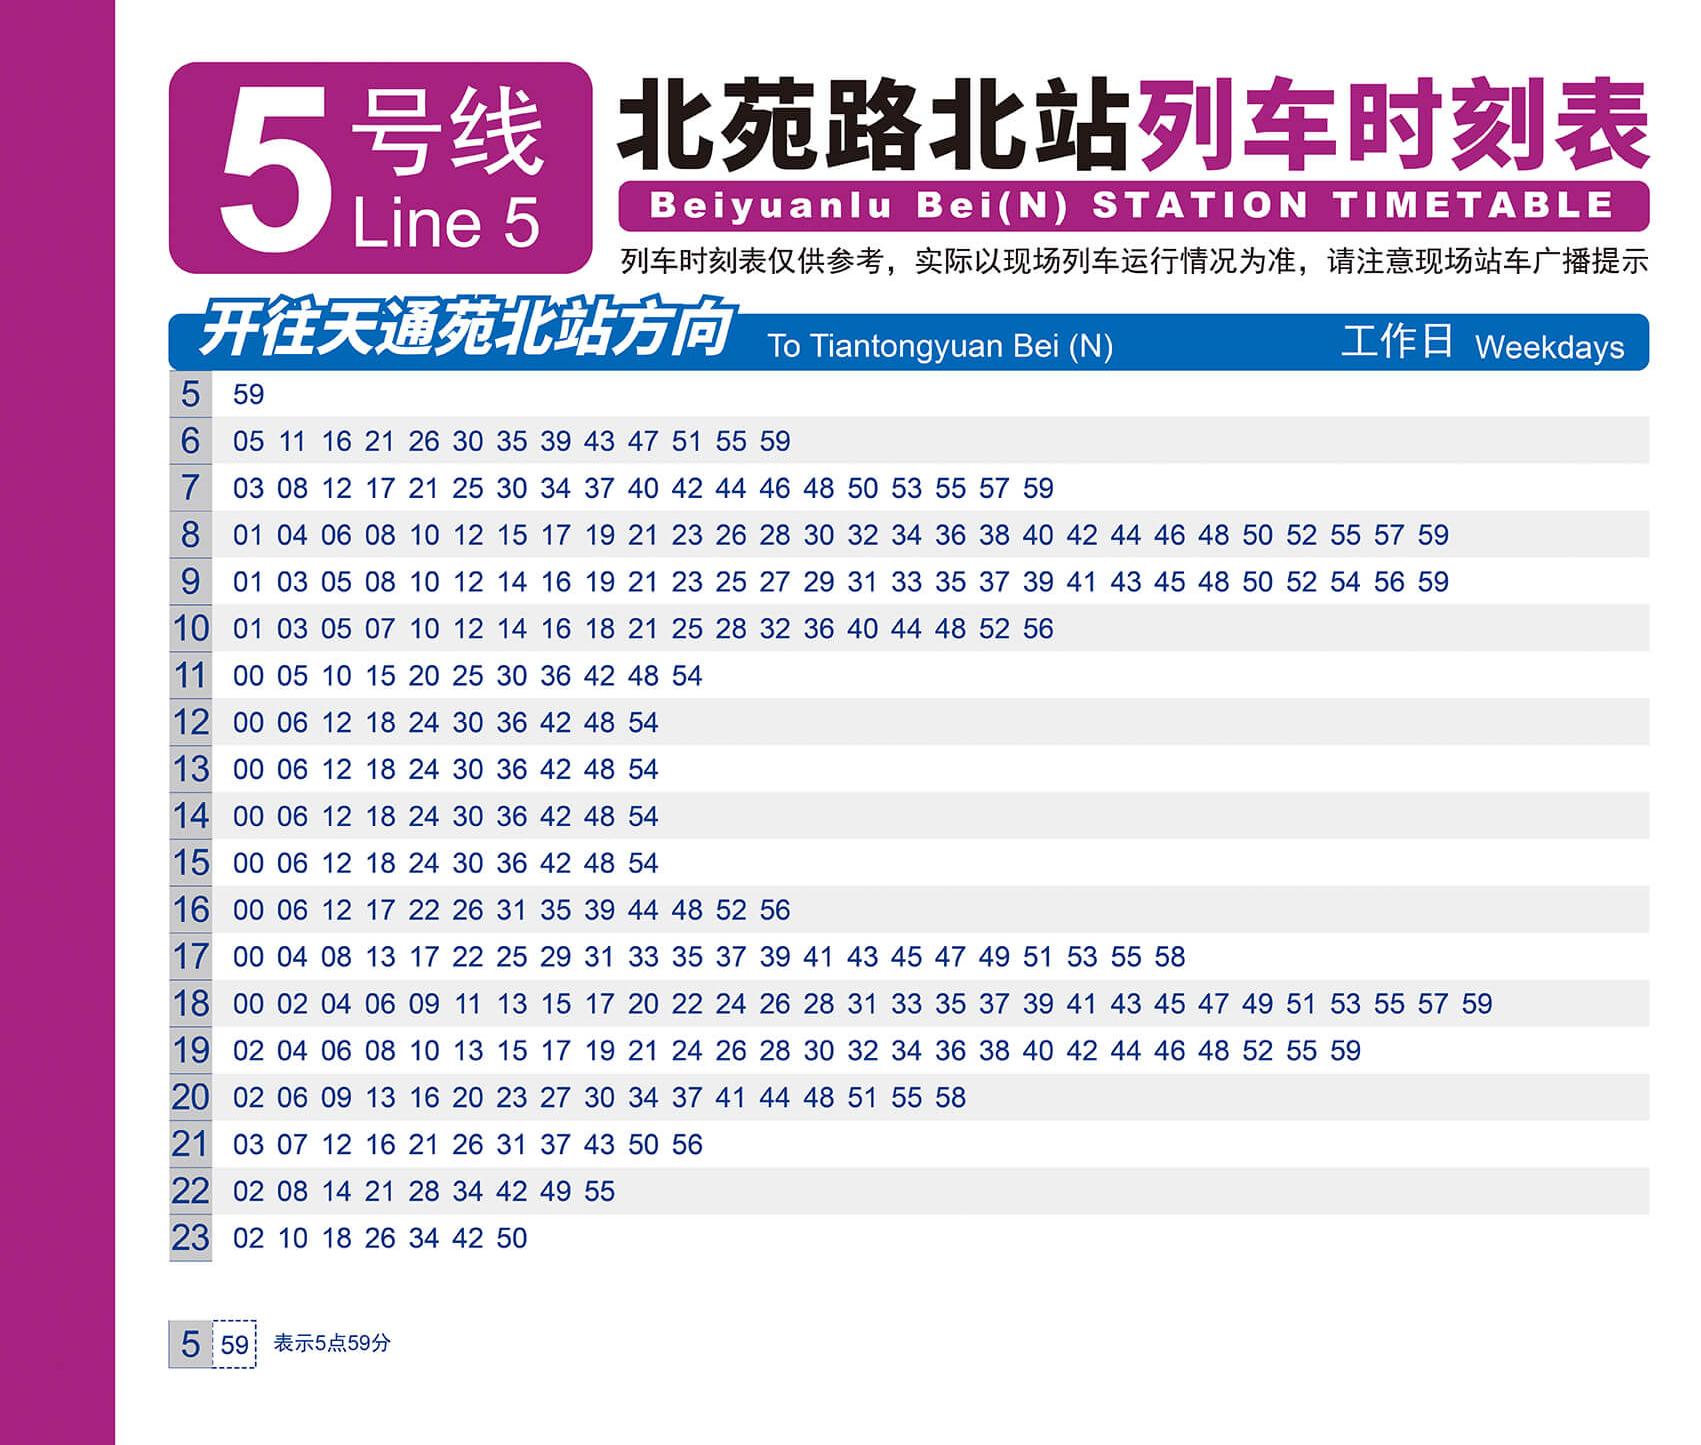 5号线
Line 5
北苑路北站列车时刻表
Beiyuanlu Bei(N) STATION TIMETABLE
列车时刻表仅供参考，实际以现场列车运行情况为准，请注意现场站车广播提示
开往天通苑北站方向 To Tiantongyuan Bei (N) 工作日 Weekdays
5 59
6 05 11 16 21 26 30 35 39 43 47 51 55 59
7 03 08 12 17 21 25 30 34 37 40 42 44 46 48 50 53 55 57 59
8 01 04 06 08 10 12 15 17 19 21 23 26 28 30 32 34 36 38 40 42 44 46 48 50 52 55 57 59
9 01 03 05 08 10 12 14 16 19 21 23 25 27 29 31 33 35 37 39 41 43 45 48 50 52 54 56 59
10 01 03 05 07 10 12 14 16 18 21 25 28 32 36 40 44 48 52 56
11 00 05 10 15 20 25 30 36 42 48 54
12 00 06 12 18 24 30 36 42 48 54
13 00 06 12 18 24 30 36 42 48 54
14 00 06 12 18 24 30 36 42 48 54
15 00 06 12 18 24 30 36 42 48 54
16 00 06 12 17 22 26 31 35 39 44 48 52 56
17 00 04 08 13 17 22 25 29 31 33 35 37 39 41 43 45 47 49 51 53 55 58
18 00 02 04 06 09 11 13 15 17 20 22 24 26 28 31 33 35 37 39 41 43 45 47 49 51 53 55 57 59
19 02 04 06 08 10 13 15 17 19 21 24 26 28 30 32 34 36 38 40 42 44 46 48 52 55 59
20 02 06 09 13 16 20 23 27 30 34 37 41 44 48 51 55 58
21 03 07 12 16 21 26 31 37 43 50 56
22 02 08 14 21 28 34 42 49 55
23 02 10 18 26 34 42 50
5 59 表示5点59分